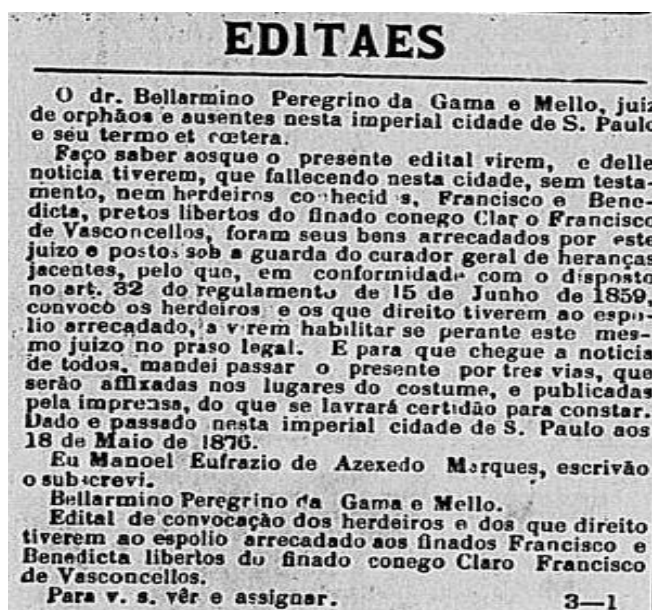 EDITAES
O dr. Bellarmino Peregrino da Gama e Mello, juiz
de orphãos e ausentes nesta imperial cidade de S. Paulo
e seu termo et cœtera.
Faço saber aosque o presente edital virem, e delle
noticia tiverem, que fallecendo nesta cidade, sem testa-
mento, nem herdeiros co hecid s, Francisco e Bene-
dicta, pretos libertos do finado conego Clar o Francisco
de Vasconcellos, foram seus bens arrecadados por este
juizo e postos sob a guarda do curador geral de heranças
jacentes, pelo que, em conformidade com o disposto
no art. 32 do regulamento de 15 de Junho de 1859,
convoco os herdeiros e os que direito tiverem ao espo-
lio arrecadado, a virem habilitar se perante este mes-
mo juizo no praso legal. E para que chegue a noticia
de todos, mandei passar o presente por tres vias, que
serão affixadas nos lugares do costume, e publicadas
pela imprensa, do que se lavrará certidão para constar.
Dado e passado nesta imperial cidade de S. Paulo aos
18 de Maio de 1876.
Eu Manoel Eufrazio de Azexedo Marques, escrivão
o subscrevi.
Bellarmino Peregrino da Gama e Mello.
Edital de convocação dos herdeiros e dos que direito
tiverem ao espolio arrecadado aos finados Francisco e
Benedicta libertos do finado conego Claro Francisco
de Vasconcellos.
Para v. s. vêr e assignar. 3—1